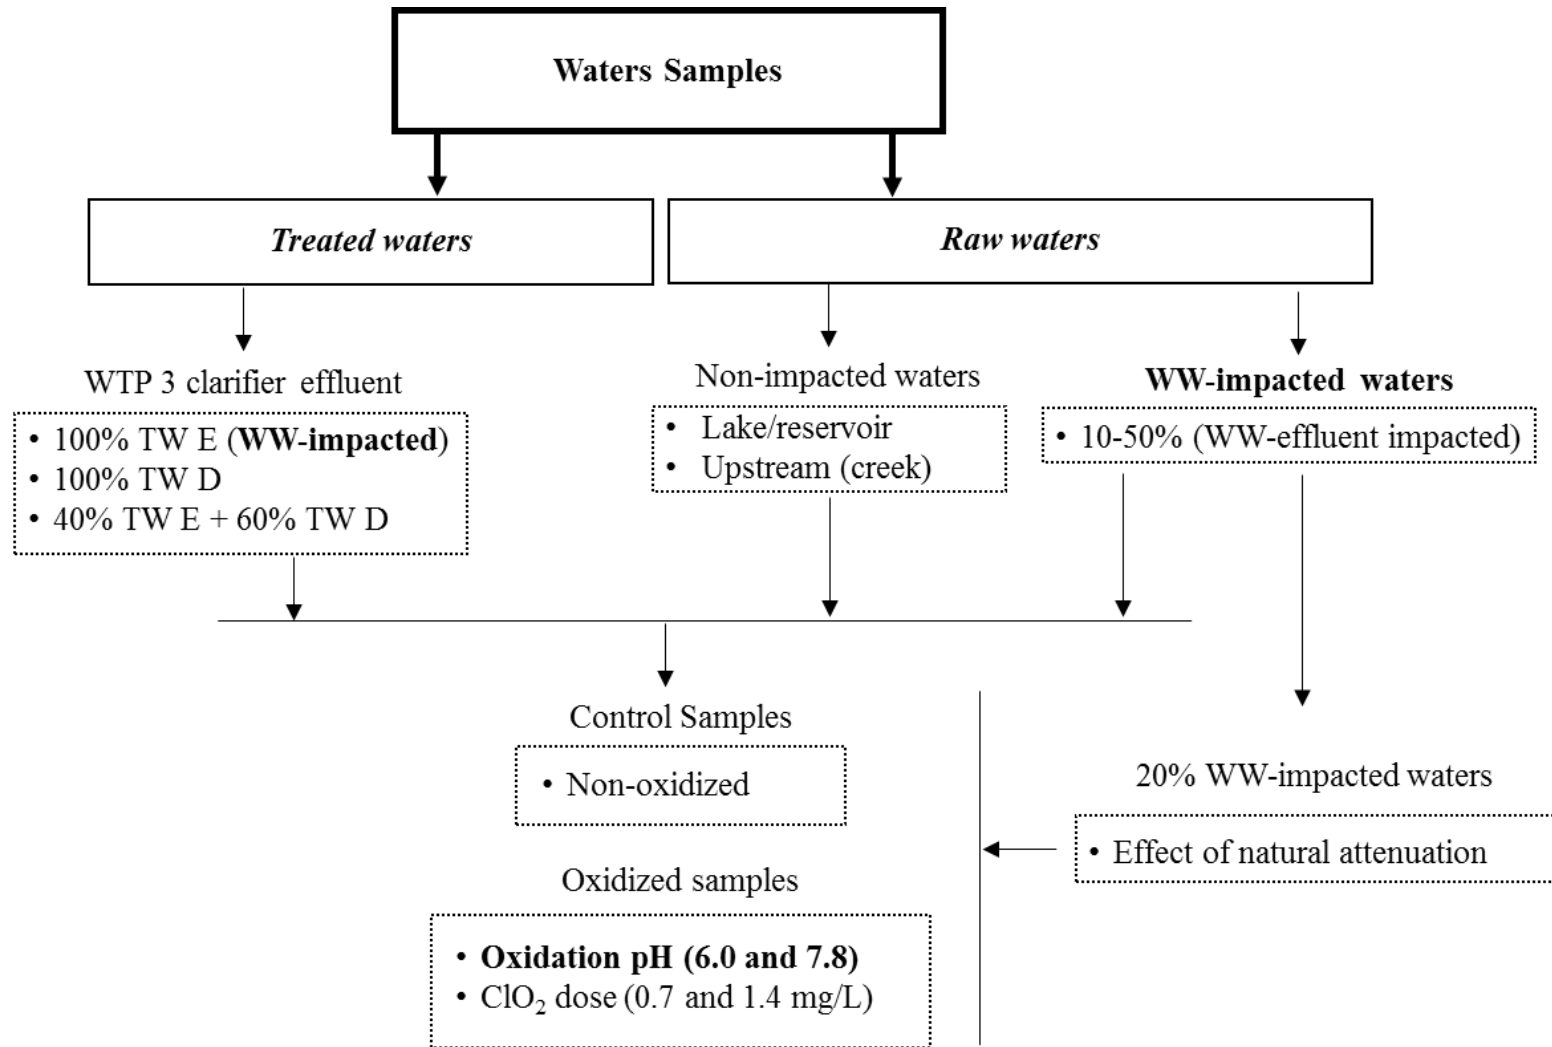 Waters Samples
Treated waters
Raw waters
WTP 3 clarifier effluent
• 100% TW E (WW-impacted)
• 100% TW D
• 40% TW E + 60% TW D
Non-impacted waters
• Lake/reservoir
• Upstream (creek)
WW-impacted waters
• 10-50% (WW-effluent impacted)
Control Samples
• Non-oxidized
20% WW-impacted waters
• Effect of natural attenuation
Oxidized samples
• Oxidation pH (6.0 and 7.8)
• ClO₂ dose (0.7 and 1.4 mg/L)